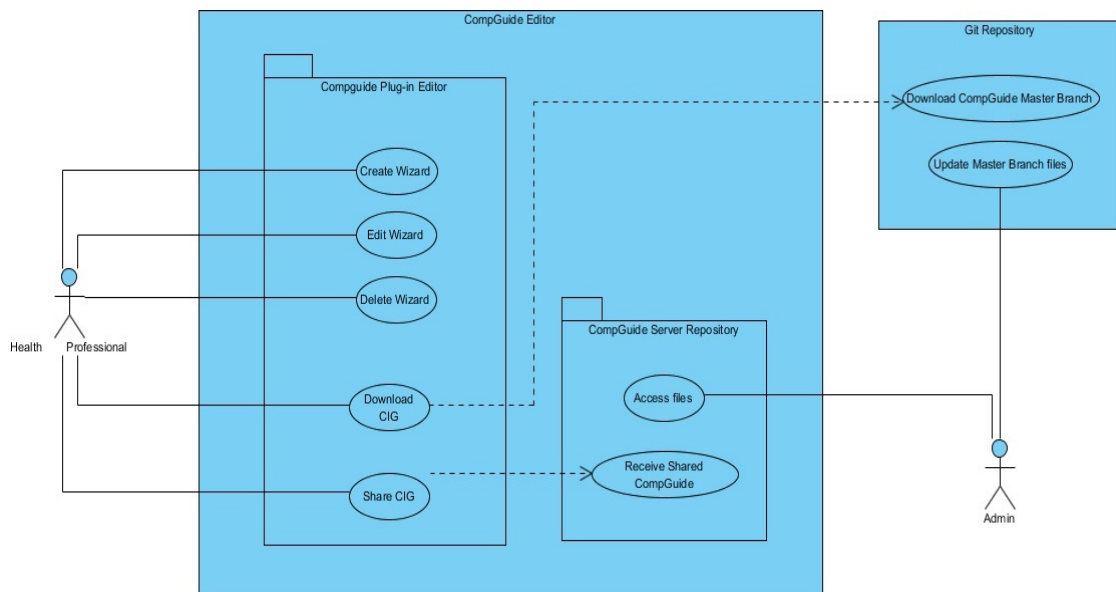 CompGuide Editor
Git Repository
Compguide Plug-in Editor
Download CompGuide Master Branch
Update Master Branch files
Create Wizard
Edit Wizard
Delete Wizard
CompGuide Server Repository
Health Professional
Download
CIG
Access files
Receive Shared
CompGuide
Share CIG
Admin